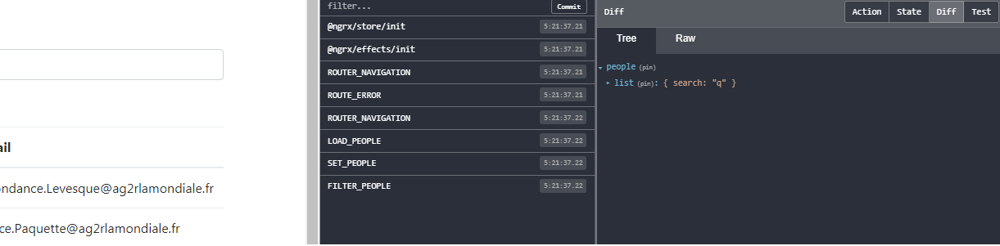 ail
ondance.Levesque@ag2rlamondiale.fr
ce.Paquette@ag2rlamondiale.fr
filter...
Commit
@ngrx/store/init 5:21:37.21
@ngrx/effects/init 5:21:37.21
ROUTER_NAVIGATION 5:21:37.21
ROUTE_ERROR 5:21:37.21
ROUTER_NAVIGATION 5:21:37.22
LOAD_PEOPLE 5:21:37.22
SET_PEOPLE 5:21:37.22
FILTER_PEOPLE 5:21:37.22
Diff
Action State Diff Test
Tree Raw
people (pin)
list (pin): { search: "q" }